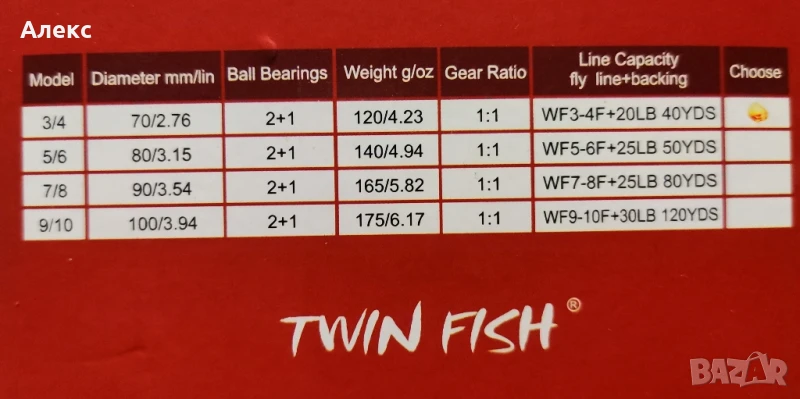 Алекс
Model Diameter mm/in Ball Bearings Weight g/oz Gear Ratio Line Capacity fly line+backing Choose
3/4 70/2.76 2+1 120/4.23 1:1 WF3-4F+20LB 40YDS
5/6 80/3.15 2+1 140/4.94 1:1 WF5-6F+25LB 50YDS
7/8 90/3.54 2+1 165/5.82 1:1 WF7-8F+25LB 80YDS
9/10 100/3.94 2+1 175/6.17 1:1 WF9-10F+30LB 120YDS
TWIN FISH ®
BAZAR